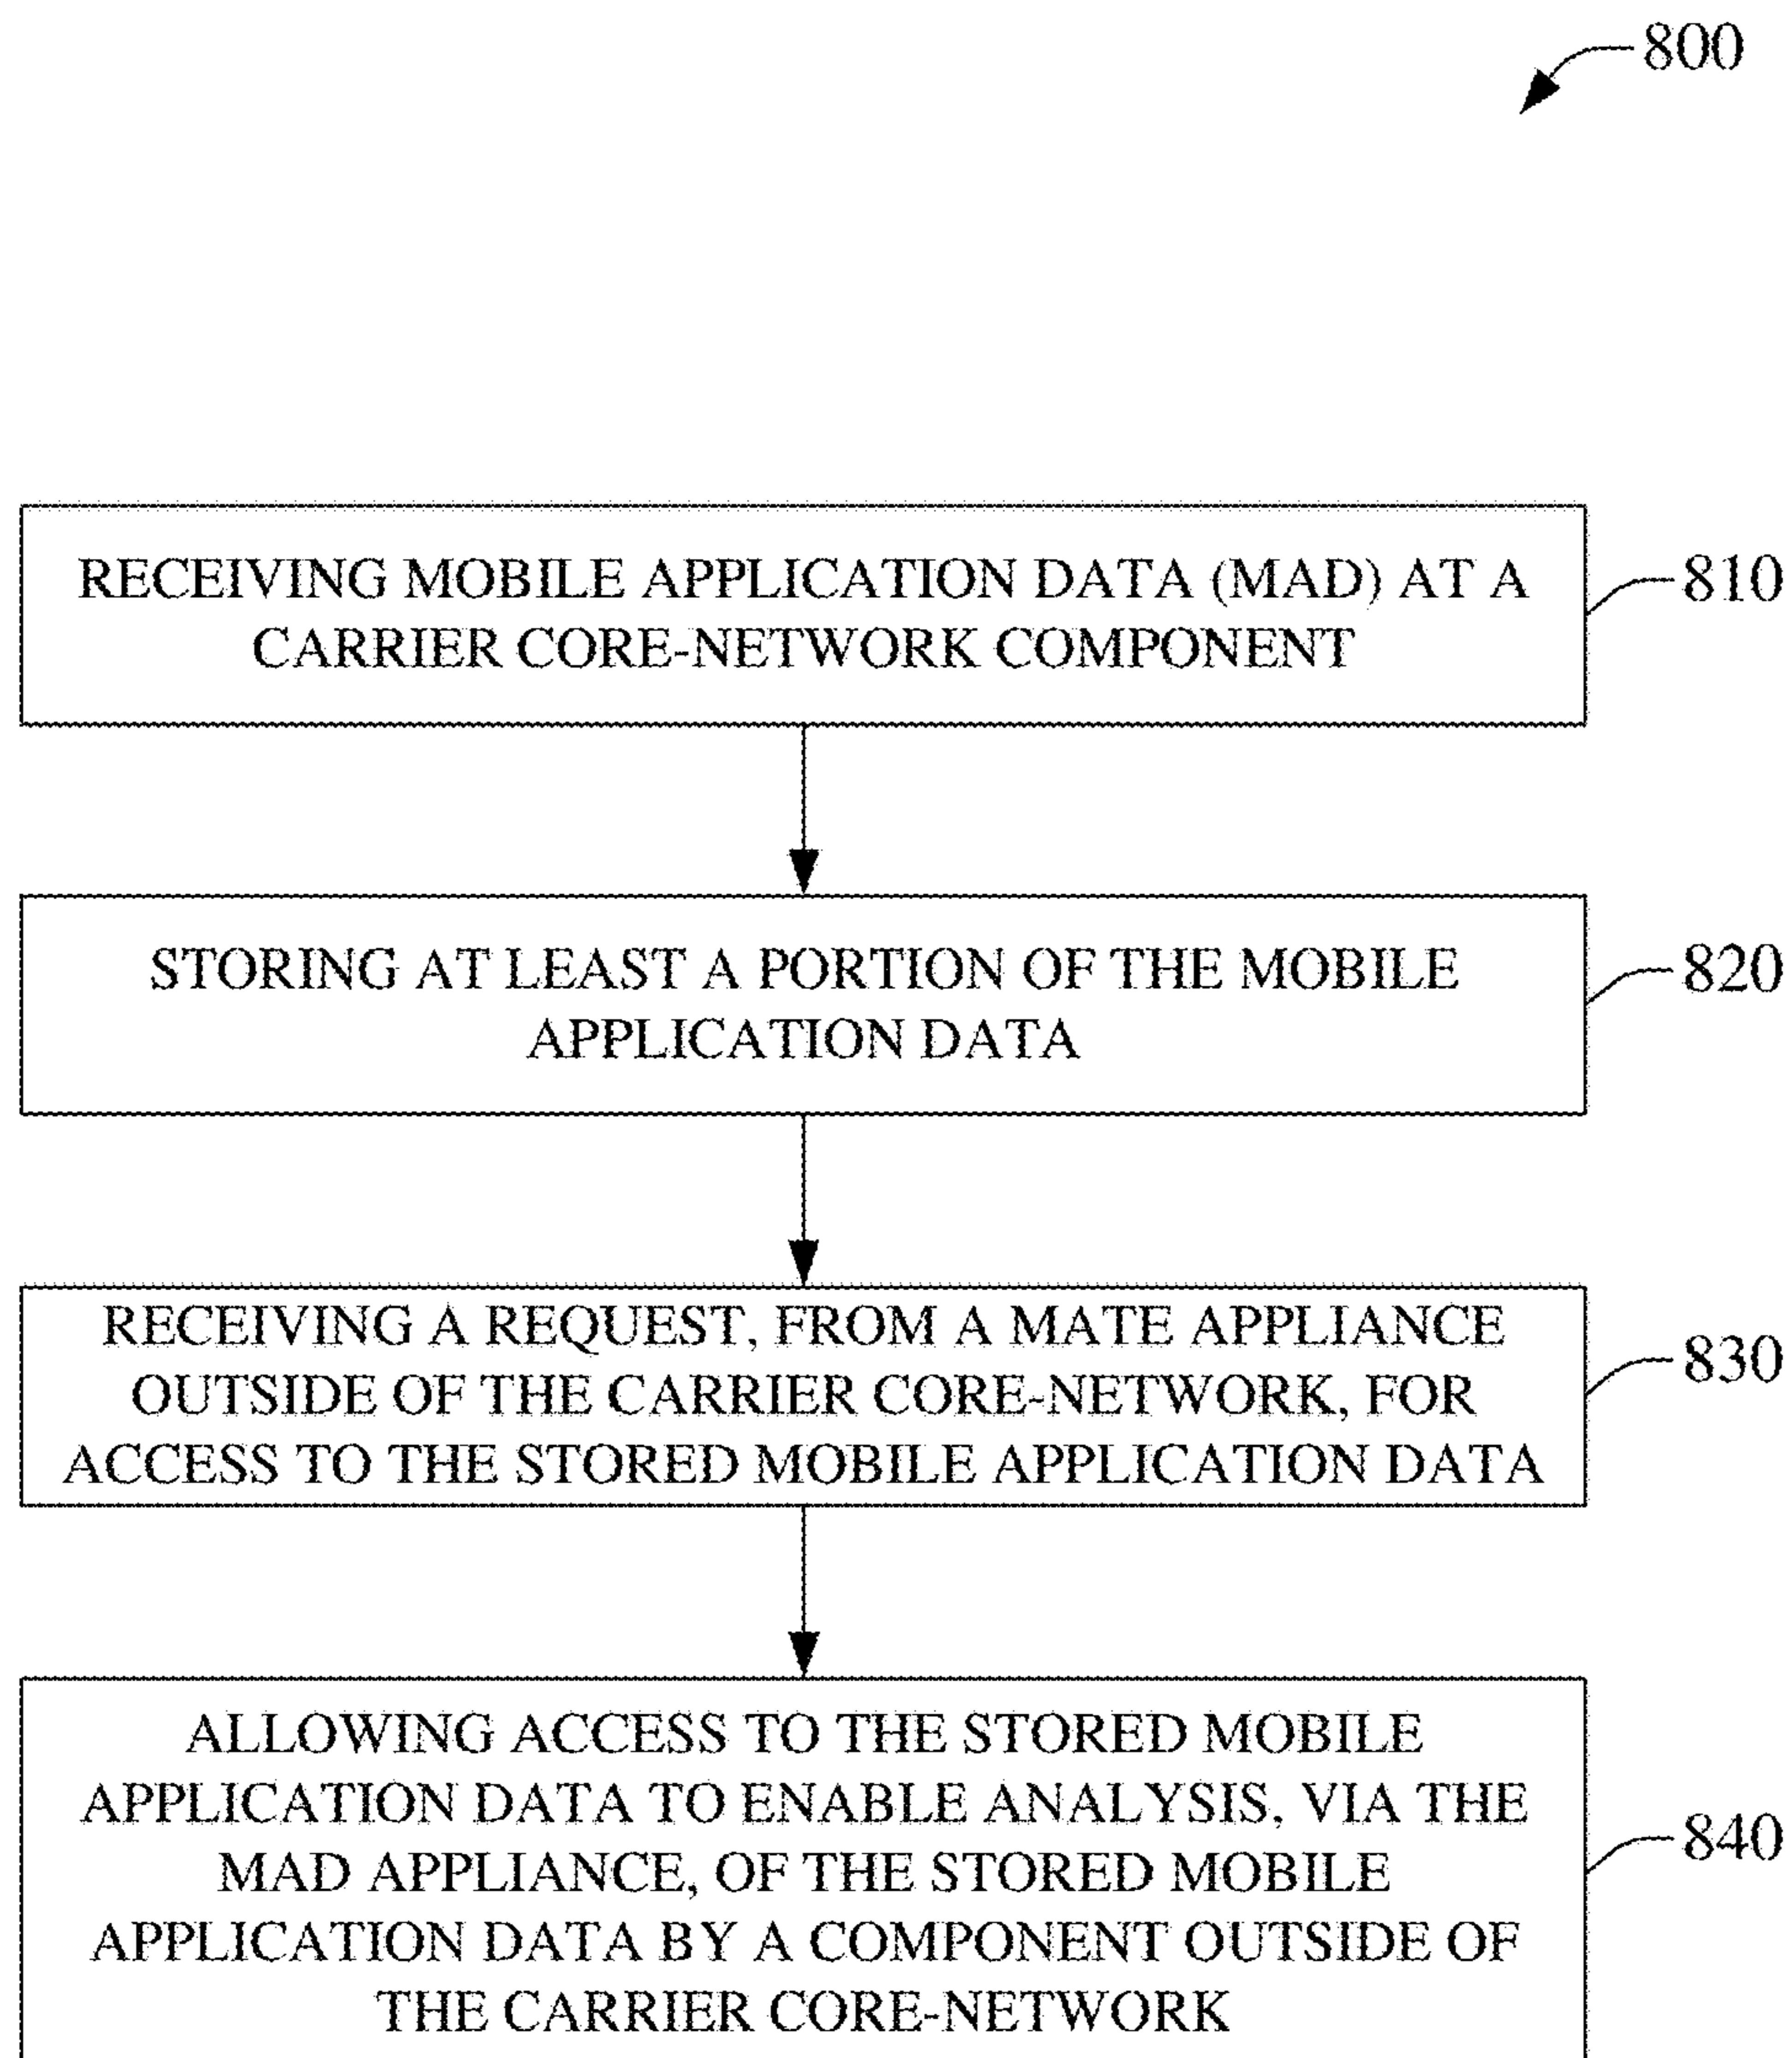 800
RECEIVING MOBILE APPLICATION DATA (MAD) AT A
CARRIER CORE-NETWORK COMPONENT
810
STORING AT LEAST A PORTION OF THE MOBILE
APPLICATION DATA
820
RECEIVING A REQUEST, FROM A MATE APPLIANCE
OUTSIDE OF THE CARRIER CORE-NETWORK, FOR
ACCESS TO THE STORED MOBILE APPLICATION DATA
830
ALLOWING ACCESS TO THE STORED MOBILE
APPLICATION DATA TO ENABLE ANALYSIS, VIA THE
MAD APPLIANCE, OF THE STORED MOBILE
APPLICATION DATA BY A COMPONENT OUTSIDE OF
THE CARRIER CORE-NETWORK
840